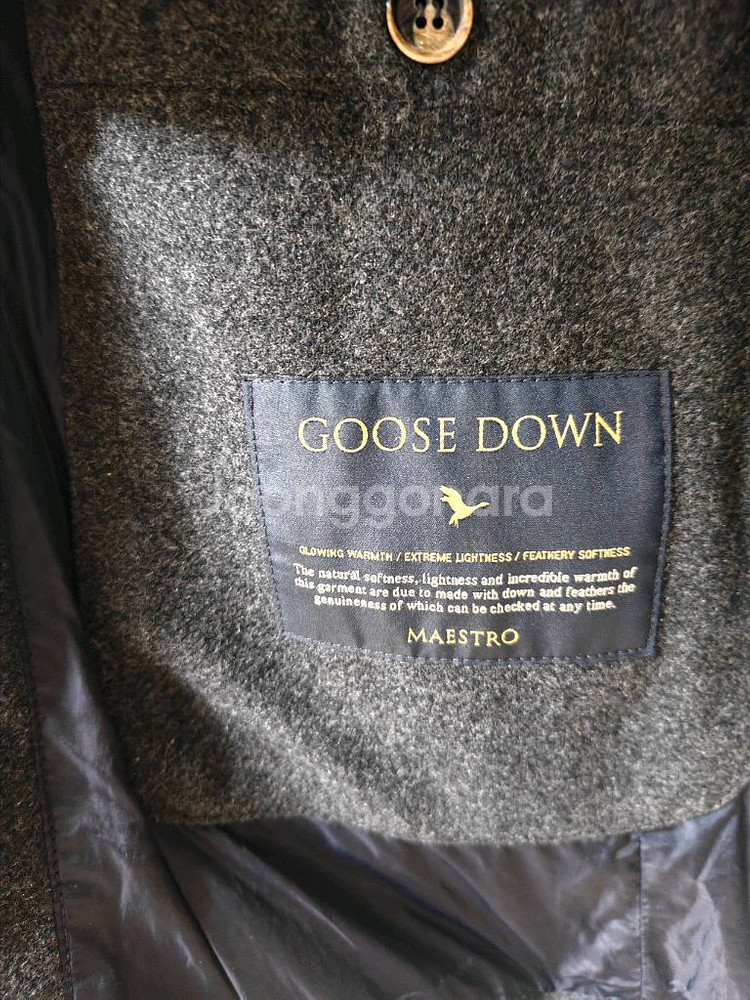 GOOSE DOWN
Joonggonara
GLOWING WARMTH / EXTREME LIGHTNESS / FEATHERY SOFTNESS
The natural softness, lightness and incredible warmth of
this garment are due to made with down and feathers the
genuineness of which can be checked at any time.
MAESTRO